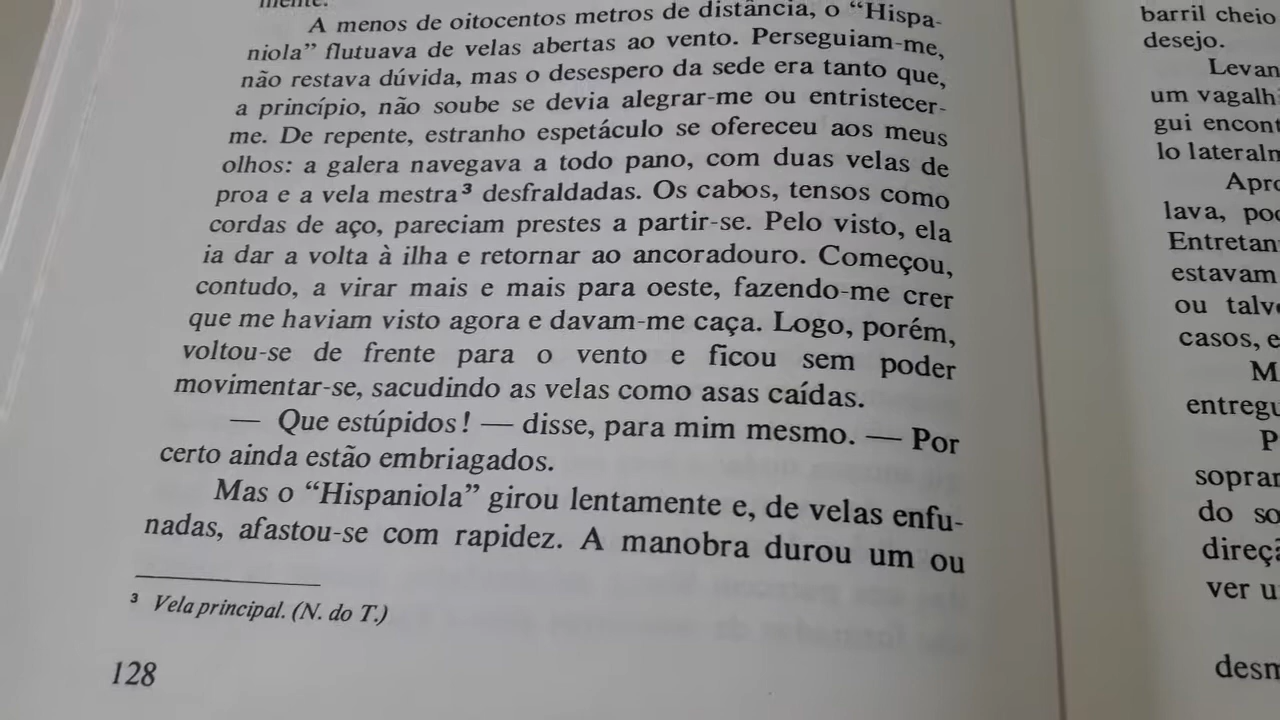 mente.
A menos de oitocentos metros de distância, o “Hispa-
niola” flutuava de velas abertas ao vento. Perseguiam-me,
não restava dúvida, mas o desespero da sede era tanto que,
a princípio, não soube se devia alegrar-me ou entristecer-
me. De repente, estranho espetáculo se ofereceu aos meus
olhos: a galera navegava a todo pano, com duas velas de
proa e a vela mestra³ desfraldadas. Os cabos, tensos como
cordas de aço, pareciam prestes a partir-se. Pelo visto, ela
ia dar a volta à ilha e retornar ao ancoradouro. Começou,
contudo, a virar mais e mais para oeste, fazendo-me crer
que me haviam visto agora e davam-me caça. Logo, porém,
voltou-se de frente para o vento e ficou sem poder
movimentar-se, sacudindo as velas como asas caídas.
— Que estúpidos! — disse, para mim mesmo. — Por
certo ainda estão embriagados.
Mas o “Hispaniola” girou lentamente e, de velas enfu-
nadas, afastou-se com rapidez. A manobra durou um ou
³ Vela principal. (N. do T.)
128
barril cheio
desejo.
Levan
um vagalh
gui encont
lo lateralm
Apro
lava, poc
Entretan
estavam
ou talv
casos, e
M
entregu
P
sopran
do so
direçã
ver u
desm